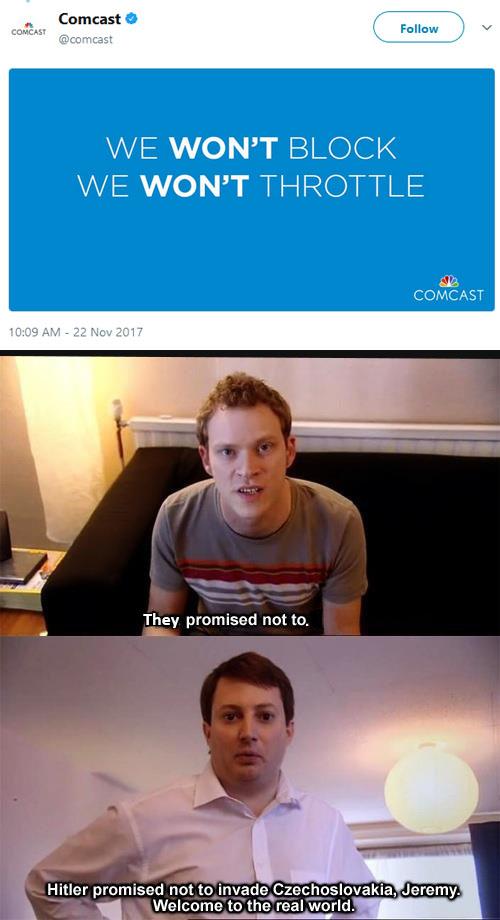 COMCAST
Comcast
@comcast
Follow
WE WON'T BLOCK
WE WON'T THROTTLE
COMCAST
10:09 AM - 22 Nov 2017
They promised not to.
Hitler promised not to invade Czechoslovakia, Jeremy.
Welcome to the real world.